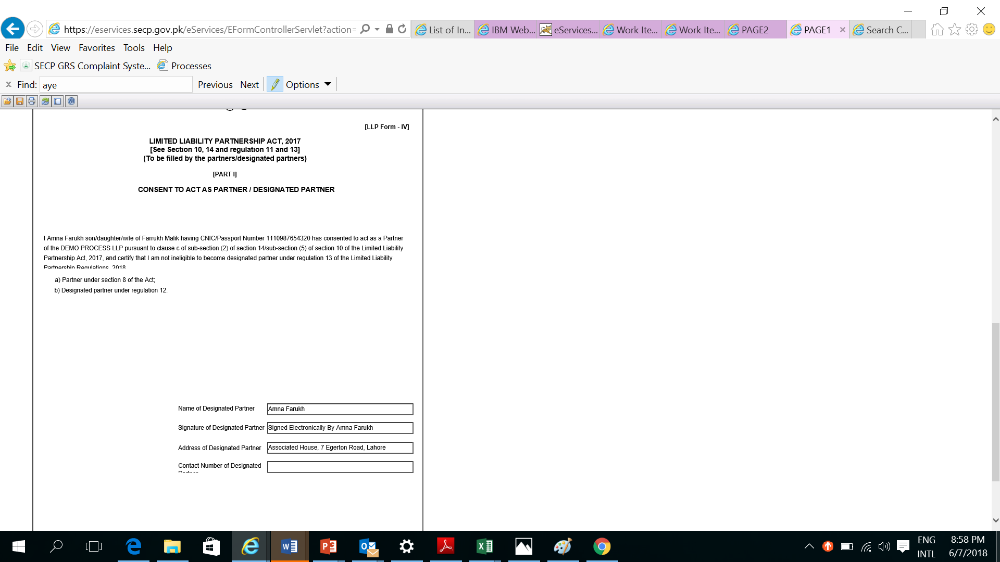 https://eservices.secp.gov.pk/eServices/EFormControllerServlet?action=
List of In...
IBM Web...
eServices...
Work Ite...
Work Ite...
PAGE2
PAGE1
Search C...
File Edit View Favorites Tools Help
SECP GRS Complaint Syste... Processes
Find: aye Previous Next Options
[LLP Form - IV]
LIMITED LIABILITY PARTNERSHIP ACT, 2017
[See Section 10, 14 and regulation 11 and 13]
(To be filled by the partners/designated partners)
[PART I]
CONSENT TO ACT AS PARTNER / DESIGNATED PARTNER
I Amna Farukh son/daughter/wife of Farrukh Malik having CNIC/Passport Number 1110987654320 has consented to act as a Partner
of the DEMO PROCESS LLP pursuant to clause c of sub-section (2) of section 14/sub-section (5) of section 10 of the Limited Liability
Partnership Act, 2017, and certify that I am not ineligible to become designated partner under regulation 13 of the Limited Liability
Partnership Regulations, 2018
a) Partner under section 8 of the Act;
b) Designated partner under regulation 12.
Name of Designated Partner Amna Farukh
Signature of Designated Partner Signed Electronically By Amna Farukh
Address of Designated Partner Associated House, 7 Egerton Road, Lahore
Contact Number of Designated
Partner
ENG 8:58 PM
INTL 6/7/2018